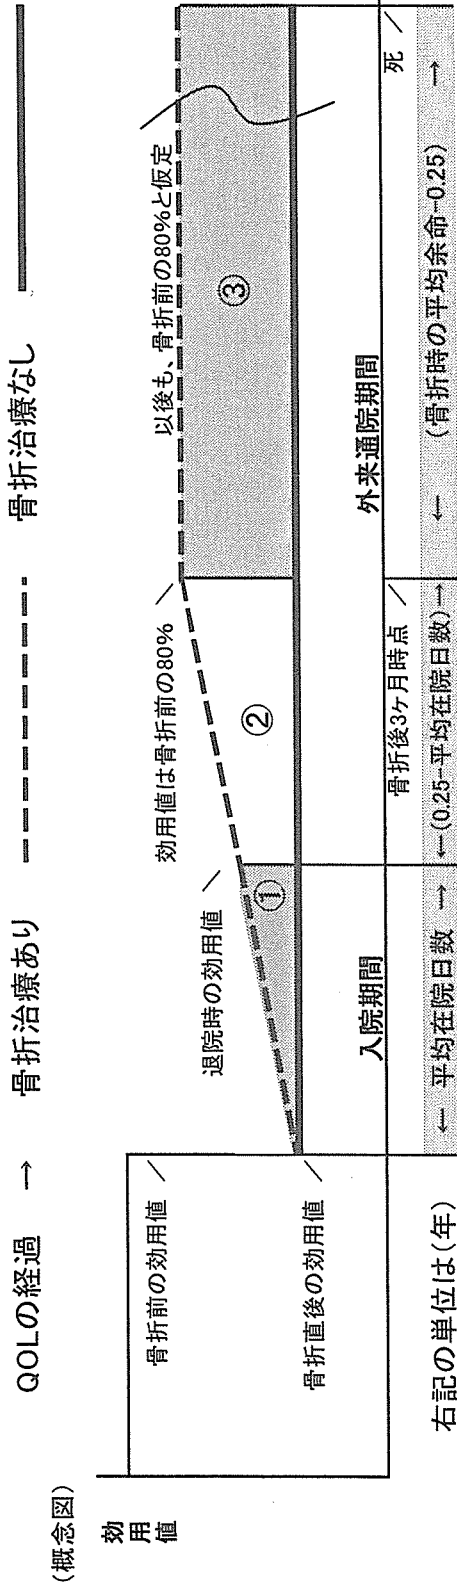 (概念図)
QOLの経過 → 骨折治療あり 骨折治療なし
効用値
骨折前の効用値
骨折直後の効用値
退院時の効用値
効用値は骨折前の80%
以後も、骨折前の80%と仮定
①
②
③
入院期間
外来通院期間
骨折後3ヶ月時点
死
右記の単位は(年)
← 平均在院日数 →
←(0.25-平均在院日数)→
← (骨折時の平均余命-0.25) →